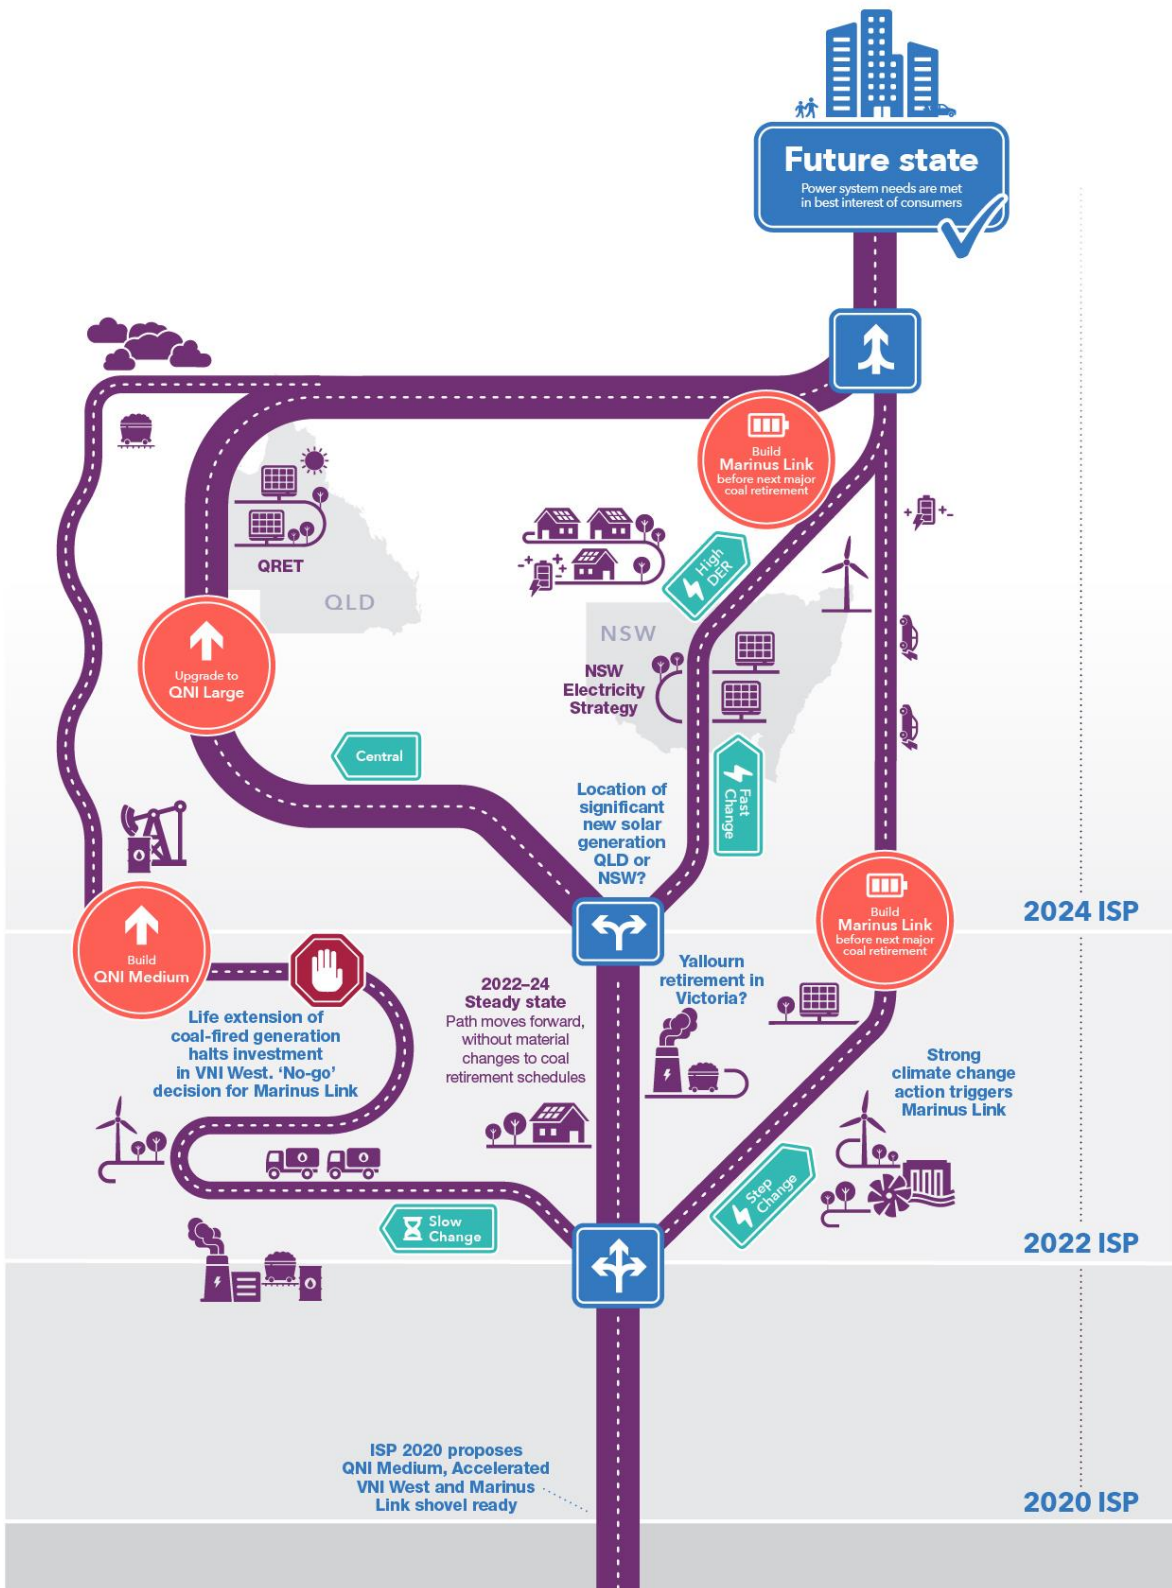 Future state
Power system needs are met
in best interest of consumers
Build
Marinus Link
before next major
coal retirement
High
DER
QRET
QLD
NSW
NSW
Electricity
Strategy
Upgrade to
QNI Large
Central
Fast
Change
Location of
significant
new solar
generation
QLD or
NSW?
Build
Marinus Link
before next major
coal retirement
2024 ISP
Build
QNI Medium
Life extension of
coal-fired generation
halts investment
in VNI West. ‘No-go’
decision for Marinus Link
2022–24
Steady state
Path moves forward,
without material
changes to coal
retirement schedules
Yallourn
retirement in
Victoria?
Strong
climate change
action triggers
Marinus Link
Step
Change
Slow
Change
2022 ISP
ISP 2020 proposes
QNI Medium, Accelerated
VNI West and Marinus
Link shovel ready
2020 ISP